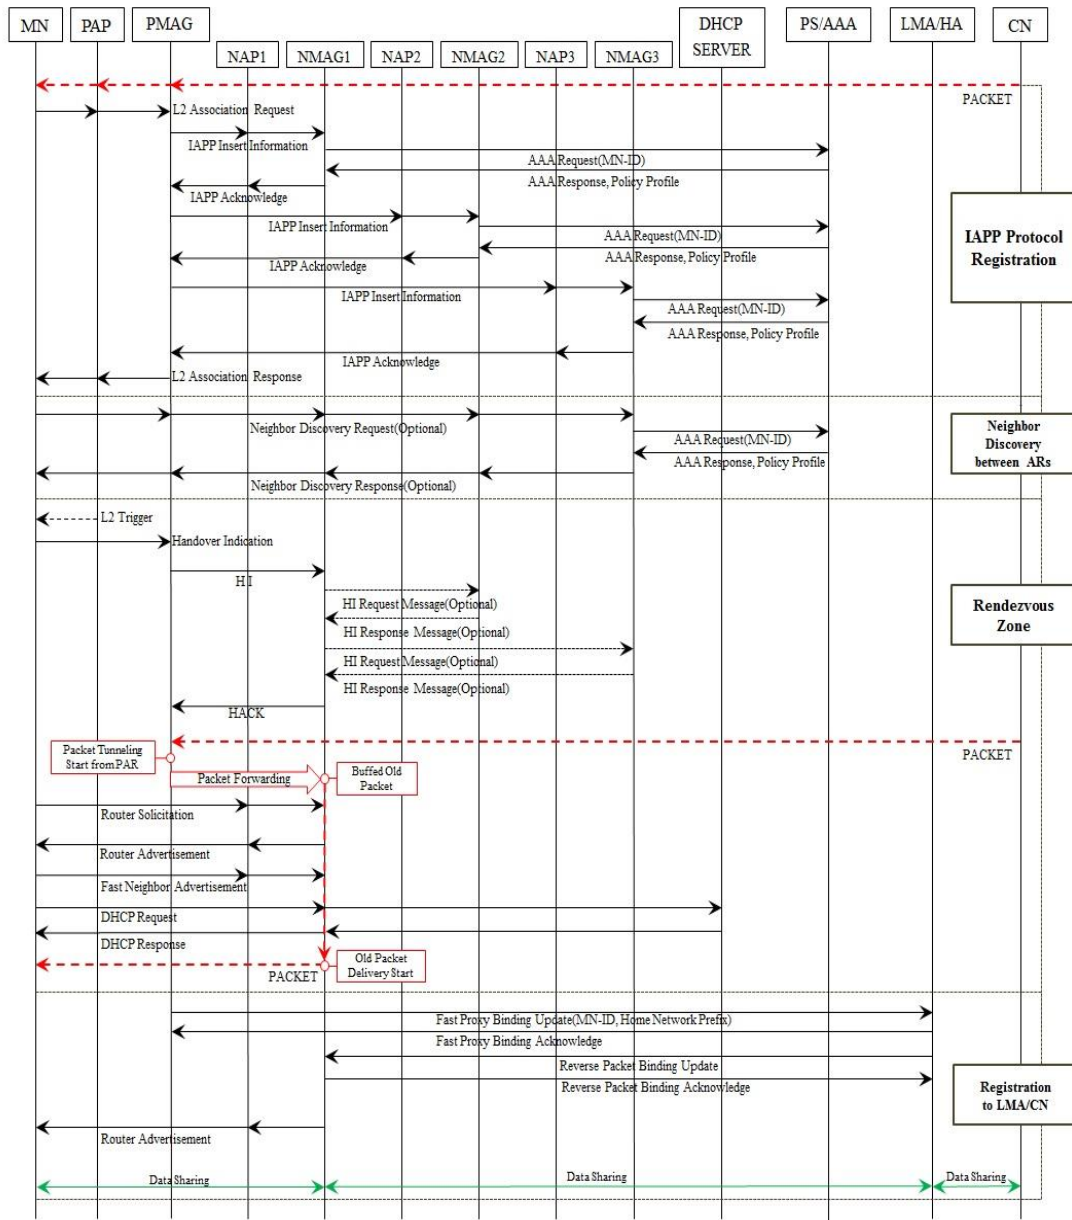 MN
PAP
PMAG
NAP1
NMAG1
NAP2
NMAG2
NAP3
NMAG3
DHCP
SERVER
PS/AAA
LMA/HA
CN
PACKET
L2 Association Request
IAPP Insert Information
AAA Request(MN-ID)
AAA Response, Policy Profile
IAPP Acknowledge
IAPP Insert Information
AAA Request(MN-ID)
AAA Response, Policy Profile
IAPP Acknowledge
IAPP Protocol
Registration
IAPP Insert Information
AAA Request(MN-ID)
AAA Response, Policy Profile
IAPP Acknowledge
L2 Association Response
Neighbor Discovery Request(Optional)
AAA Request(MN-ID)
AAA Response, Policy Profile
Neighbor Discovery Response(Optional)
Neighbor
Discovery
between ARs
L2 Trigger
Handover Indication
H I
HI Request Message(Optional)
HI Response Message(Optional)
HI Request Message(Optional)
HI Response Message(Optional)
HACK
Rendezvous
Zone
PACKET
Packet Tunneling
Start from PAR
Packet Forwarding
Buffed Old
Packet
Router Solicitation
Router Advertisement
Fast Neighbor Advertisement
DHCP Request
DHCP Response
PACKET
Old Packet
Delivery Start
Fast Proxy Binding Update(MN-ID, Home Network Prefix)
Fast Proxy Binding Acknowledge
Reverse Packet Binding Update
Reverse Packet Binding Acknowledge
Registration
to LMA/CN
Router Advertisement
Data Sharing
Data Sharing
Data Sharing